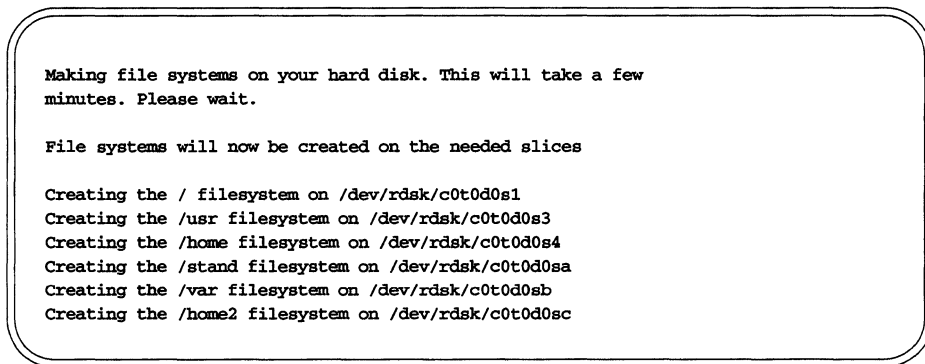 Making file systems on your hard disk. This will take a few
minutes. Please wait.
File systems will now be created on the needed slices
Creating the / filesystem on /dev/rdsk/c0t0d0s1
Creating the /usr filesystem on /dev/rdsk/c0t0d0s3
Creating the /home filesystem on /dev/rdsk/c0t0d0s4
Creating the /stand filesystem on /dev/rdsk/c0t0d0sa
Creating the /var filesystem on /dev/rdsk/c0t0d0sb
Creating the /home2 filesystem on /dev/rdsk/c0t0d0sc